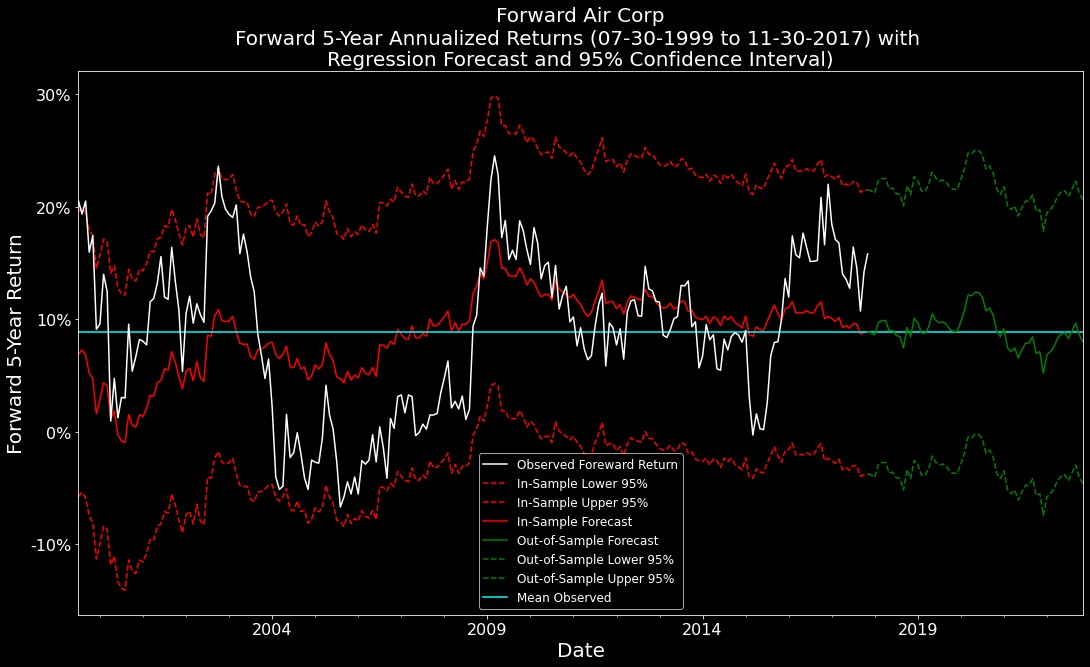 Forward Air Corp
Forward 5-Year Annualized Returns (07-30-1999 to 11-30-2017) with
Regression Forecast and 95% Confidence Interval)
Forward 5-Year Return
30%
20%
10%
0%
-10%
Observed Foreward Return
In-Sample Lower 95%
In-Sample Upper 95%
In-Sample Forecast
Out-of-Sample Forecast
Out-of-Sample Lower 95%
Out-of-Sample Upper 95%
Mean Observed
2004
2009
2014
2019
Date